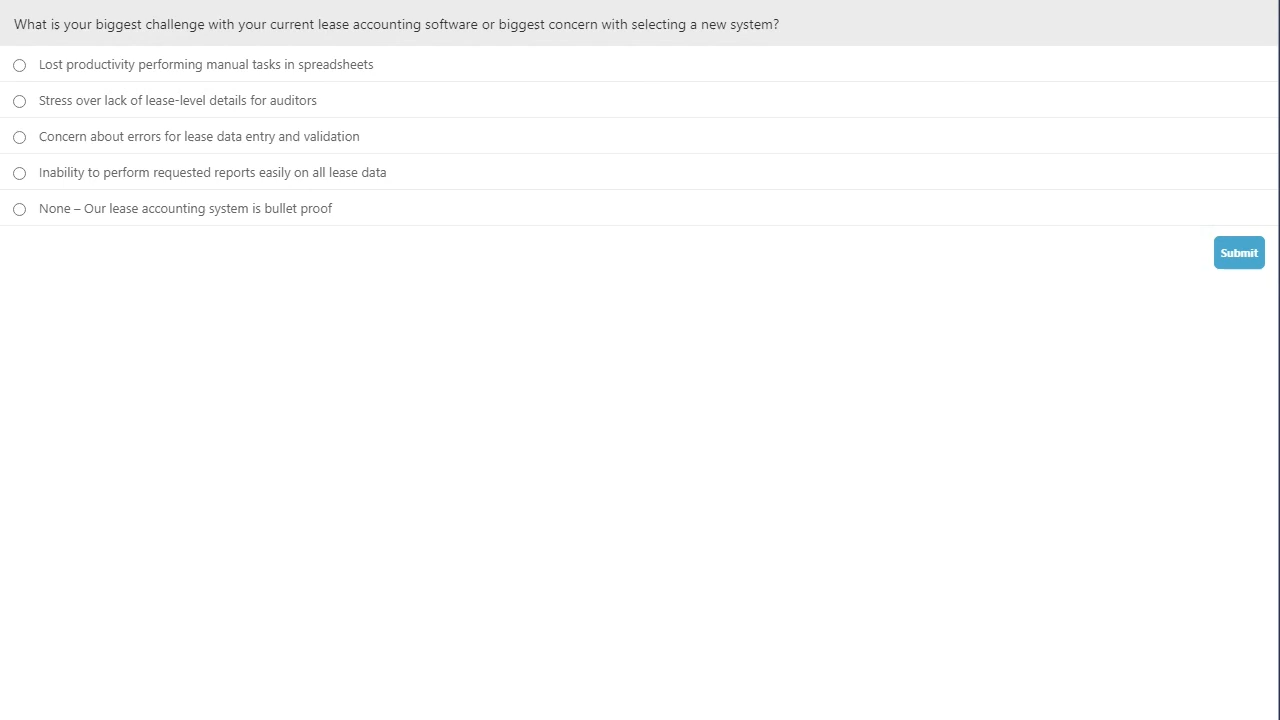 What is your biggest challenge with your current lease accounting software or biggest concern with selecting a new system?
Lost productivity performing manual tasks in spreadsheets
Stress over lack of lease-level details for auditors
Concern about errors for lease data entry and validation
Inability to perform requested reports easily on all lease data
None – Our lease accounting system is bullet proof
Submit